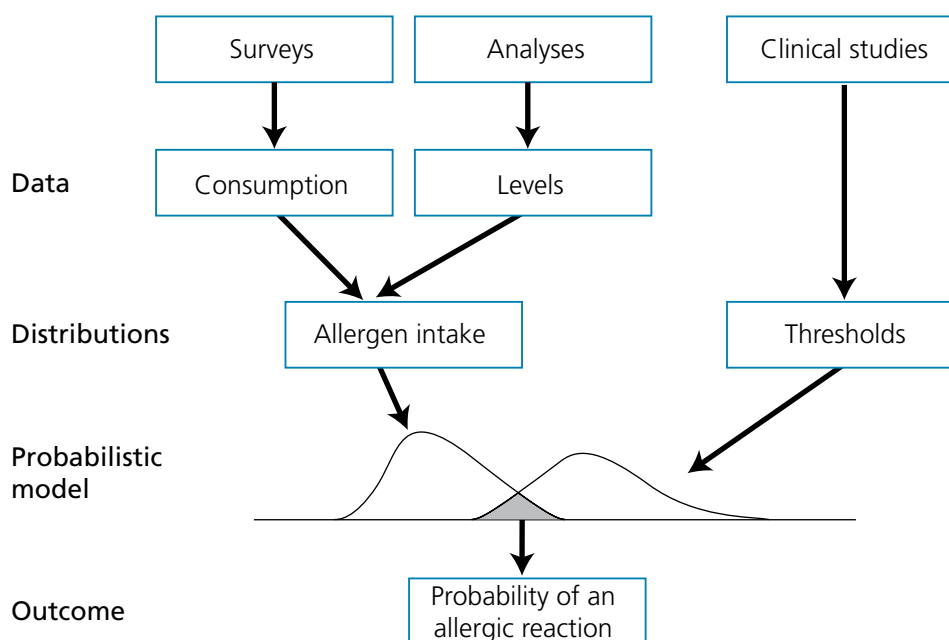 Surveys
Analyses
Clinical studies
Data
Consumption
Levels
Distributions
Allergen intake
Thresholds
Probabilistic
model
Outcome
Probability of an
allergic reaction